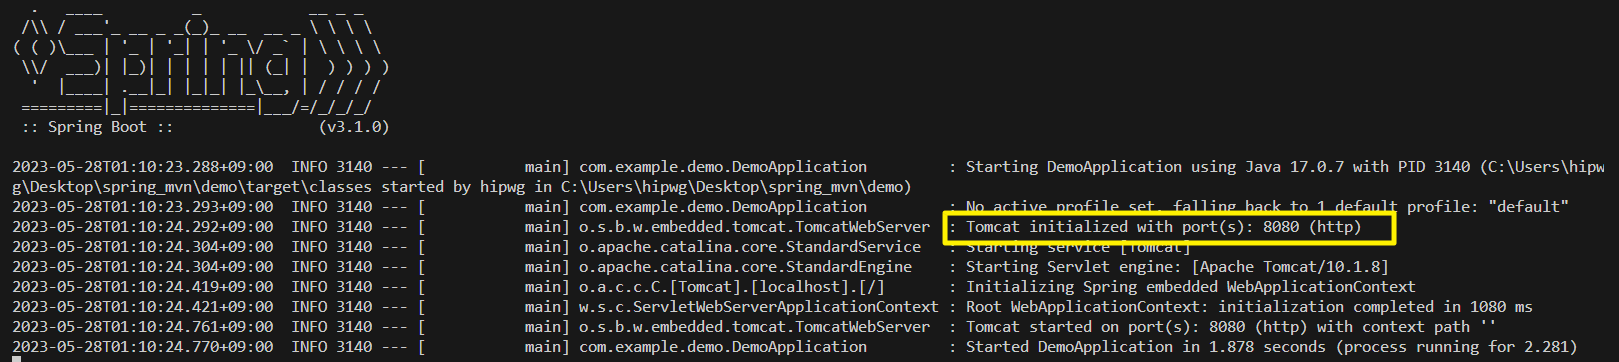 .   ____          _            __ _ _
 /\\ / ___'_ __ _ _(_)_ __  __ _ \ \ \ \
( ( )\___ | '_ | '_| | '_ \/ _` | \ \ \ \
 \\/  ___)| |_)| | | | | || (_| |  ) ) ) )
  '  |____| .__|_| |_|_| |_\__, | / / / /
 =========|_|==============|___/=/_/_/_/
 :: Spring Boot ::                (v3.1.0)
2023-05-28T01:10:23.288+09:00  INFO 3140 --- [           main] com.example.demo.DemoApplication         : Starting DemoApplication using Java 17.0.7 with PID 3140 (C:\Users\hipw
g\Desktop\spring_mvn\demo\target\classes started by hipwg in C:\Users\hipwg\Desktop\spring_mvn\demo)
2023-05-28T01:10:23.293+09:00  INFO 3140 --- [           main] com.example.demo.DemoApplication         : No active profile set, falling back to 1 default profile: "default"
2023-05-28T01:10:24.292+09:00  INFO 3140 --- [           main] o.s.b.w.embedded.tomcat.TomcatWebServer  : Tomcat initialized with port(s): 8080 (http)
2023-05-28T01:10:24.304+09:00  INFO 3140 --- [           main] o.apache.catalina.core.StandardService   : Starting service [Tomcat]
2023-05-28T01:10:24.304+09:00  INFO 3140 --- [           main] o.apache.catalina.core.StandardEngine    : Starting Servlet engine: [Apache Tomcat/10.1.8]
2023-05-28T01:10:24.419+09:00  INFO 3140 --- [           main] o.a.c.c.C.[Tomcat].[localhost].[/]       : Initializing Spring embedded WebApplicationContext
2023-05-28T01:10:24.421+09:00  INFO 3140 --- [           main] w.s.c.ServletWebServerApplicationContext : Root WebApplicationContext: initialization completed in 1080 ms
2023-05-28T01:10:24.761+09:00  INFO 3140 --- [           main] o.s.b.w.embedded.tomcat.TomcatWebServer  : Tomcat started on port(s): 8080 (http) with context path ''
2023-05-28T01:10:24.770+09:00  INFO 3140 --- [           main] com.example.demo.DemoApplication         : Started DemoApplication in 1.878 seconds (process running for 2.281)